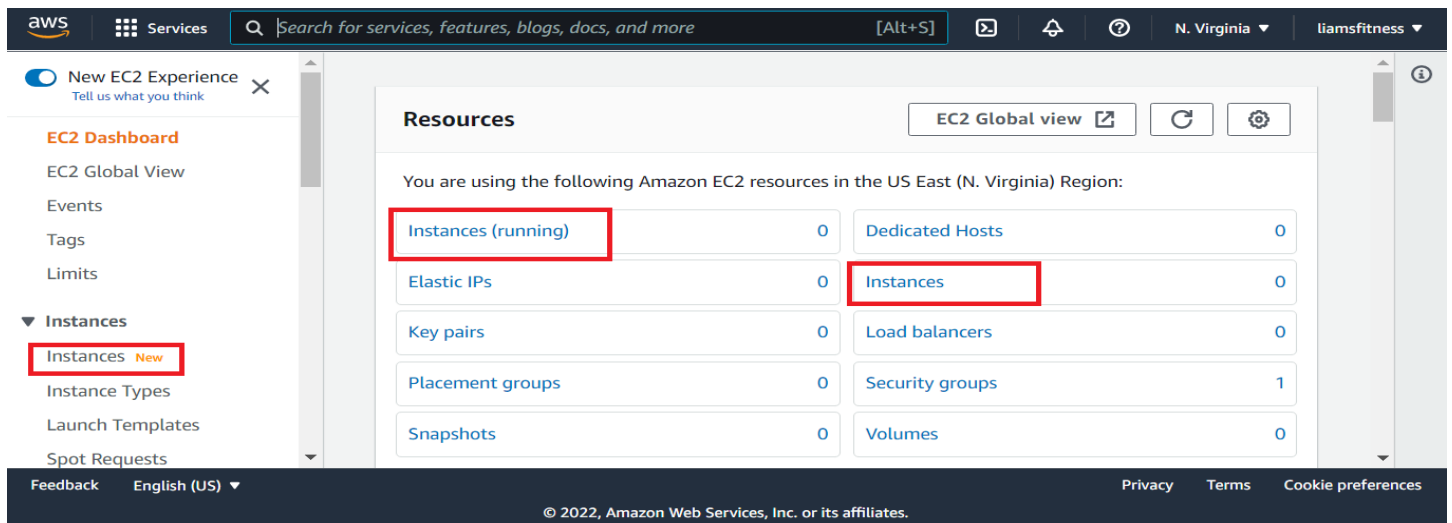 aws Services Search for services, features, blogs, docs, and more [Alt+S] N. Virginia ▼ liamsfitness ▼
New EC2 Experience
Tell us what you think
EC2 Dashboard
EC2 Global View
Events
Tags
Limits
▼ Instances
Instances New
Instance Types
Launch Templates
Spot Requests
Resources EC2 Global view
You are using the following Amazon EC2 resources in the US East (N. Virginia) Region:
Instances (running) 0 Dedicated Hosts 0
Elastic IPs 0 Instances 0
Key pairs 0 Load balancers 0
Placement groups 0 Security groups 1
Snapshots 0 Volumes 0
Feedback English (US) ▼ Privacy Terms Cookie preferences
© 2022, Amazon Web Services, Inc. or its affiliates.